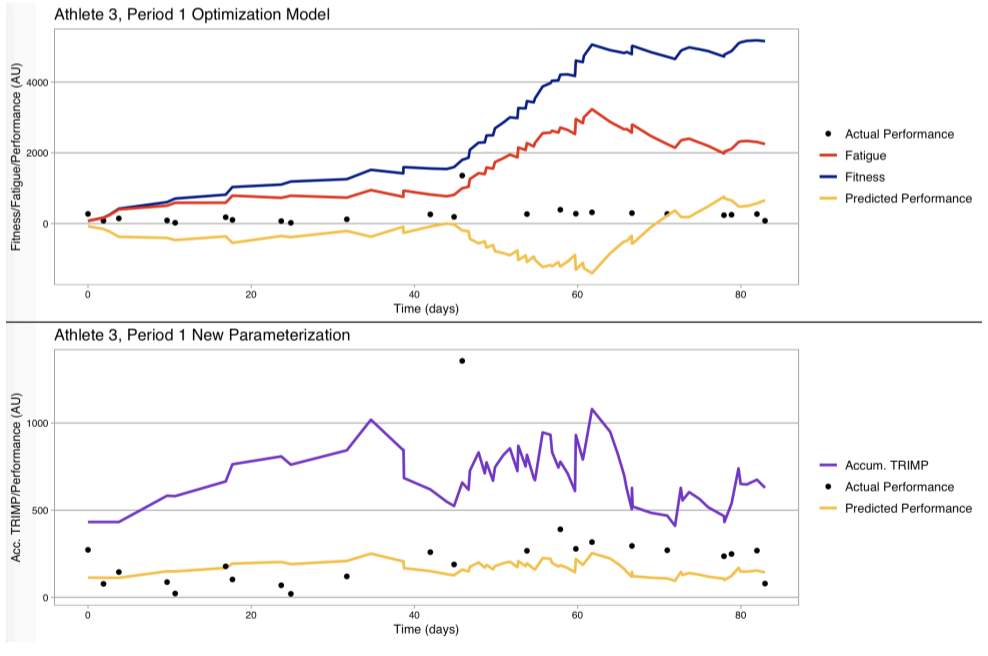 Athlete 3, Period 1 Optimization Model
Fitness/Fatigue/Performance (AU)
4000
2000
0
0
20
40
60
80
Time (days)
Actual Performance
Fatigue
Fitness
Predicted Performance
Athlete 3, Period 1 New Parameterization
Acc. TRIMP/Performance (AU)
1000
500
0
0
20
40
60
80
Time (days)
Accum. TRIMP
Actual Performance
Predicted Performance